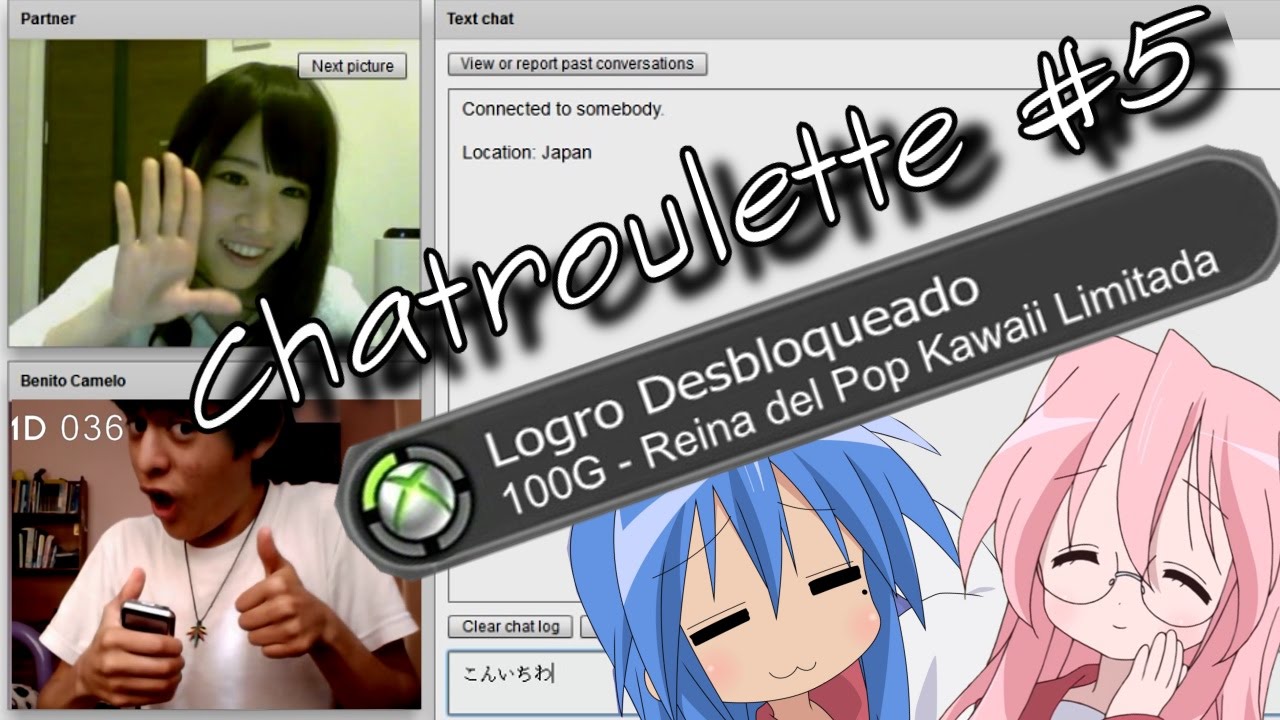 Partner
Next picture
Benito Camelo
1D 036
Text chat
View or report past conversations
Connected to somebody.
Location: Japan
Chatroulette #5
Logro Desbloqueado
100G - Reina del Pop Kawaii Limitada
Clear chat log
こんいちわ